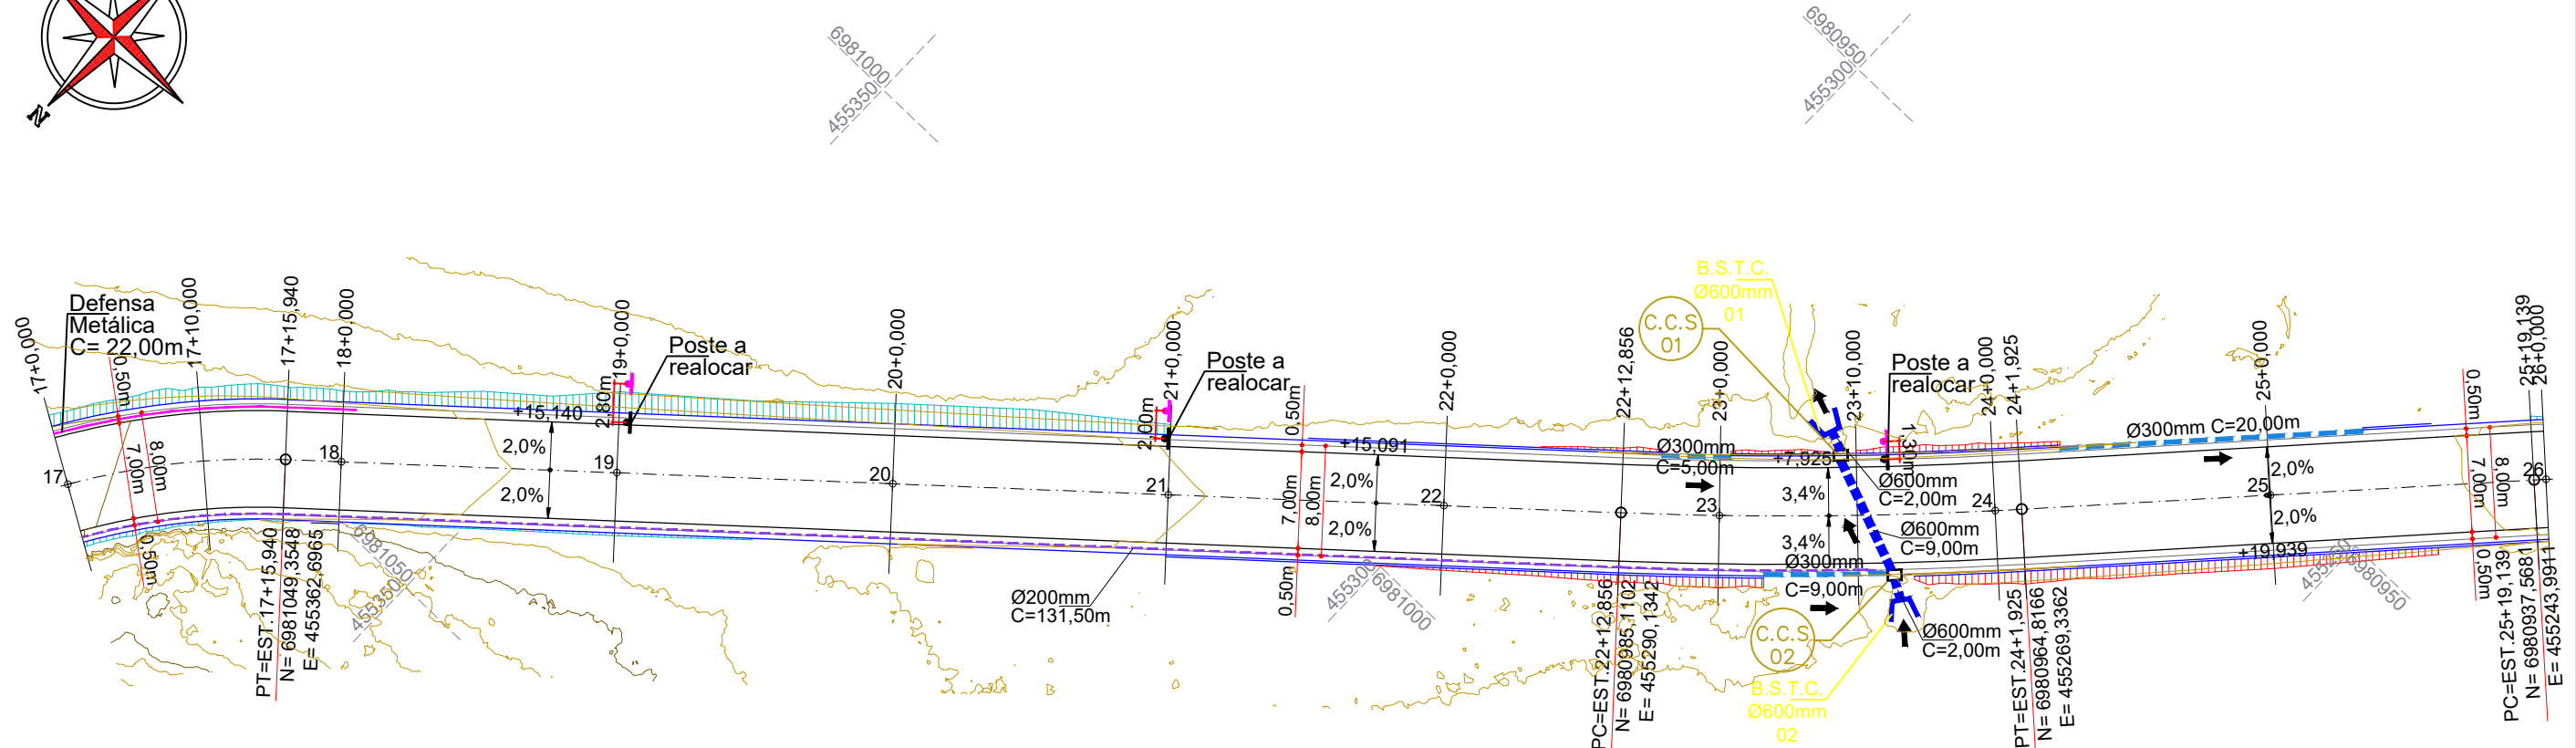 N
6981000
455350
6980950
455300
Defensa
Metálica
C= 22,00m
17+0,000
17+10,000
17+15,940
18+0,000
19+0,000
20+0,000
21+0,000
22+0,000
22+12,856
23+0,000
23+10,000
24+0,000
24+1,925
25+0,000
25+19,139
26+0,000
Poste a
realocar
Poste a
realocar
Poste a
realocar
B.S.T.C.
Ø600mm
01
C.C.S
01
0,50m
7,00m
8,00m
0,50m
2,80m
2,00m
1,30m
+15,140
2,0%
2,0%
+15,091
0,50m
7,00m
8,00m
0,50m
2,0%
2,0%
Ø300mm
C=5,00m
+7,925
3,4%
3,4%
Ø600mm
C=2,00m
Ø600mm
C=9,00m
Ø300mm
C=9,00m
Ø300mm C=20,00m
2,0%
2,0%
+19,939
0,50m
7,00m
8,00m
0,50m
17
18
19
20
21
22
23
24
25
26
Ø200mm
C=131,50m
6981050
455350
455300
6981000
6980950
C.C.S
02
B.S.T.C.
Ø600mm
02
Ø600mm
C=2,00m
PT=EST.17+15,940
N= 6981049,3548
E= 455362,6965
PC=EST.22+12,856
N= 6980985,1102
E= 455290,1342
PT=EST.24+1,925
N= 6980964,8166
E= 455269,3362
PC=EST.25+19,139
N= 6980937,5681
E= 455243,9911